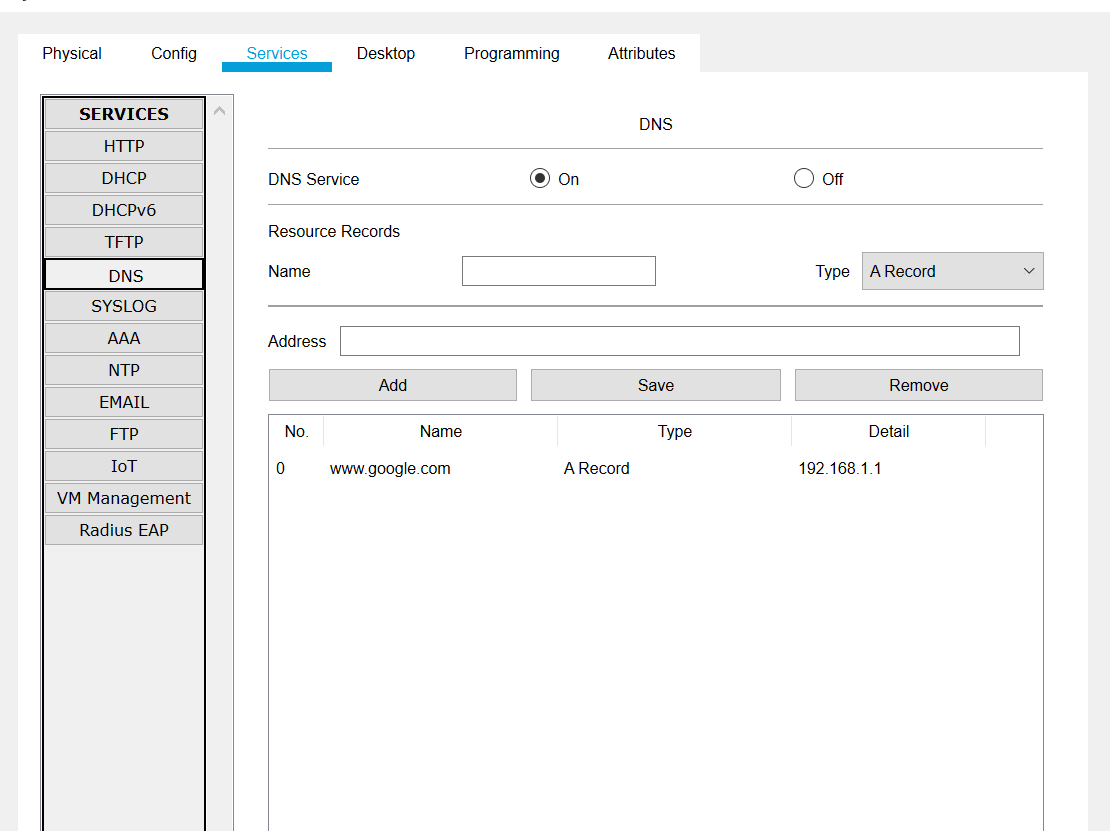 Physical Config Services Desktop Programming Attributes
SERVICES
HTTP
DHCP
DHCPv6
TFTP
DNS
SYSLOG
AAA
NTP
EMAIL
FTP
IoT
VM Management
Radius EAP
DNS
DNS Service On Off
Resource Records
Name Type A Record
Address
Add Save Remove
No. Name Type Detail
0 www.google.com A Record 192.168.1.1